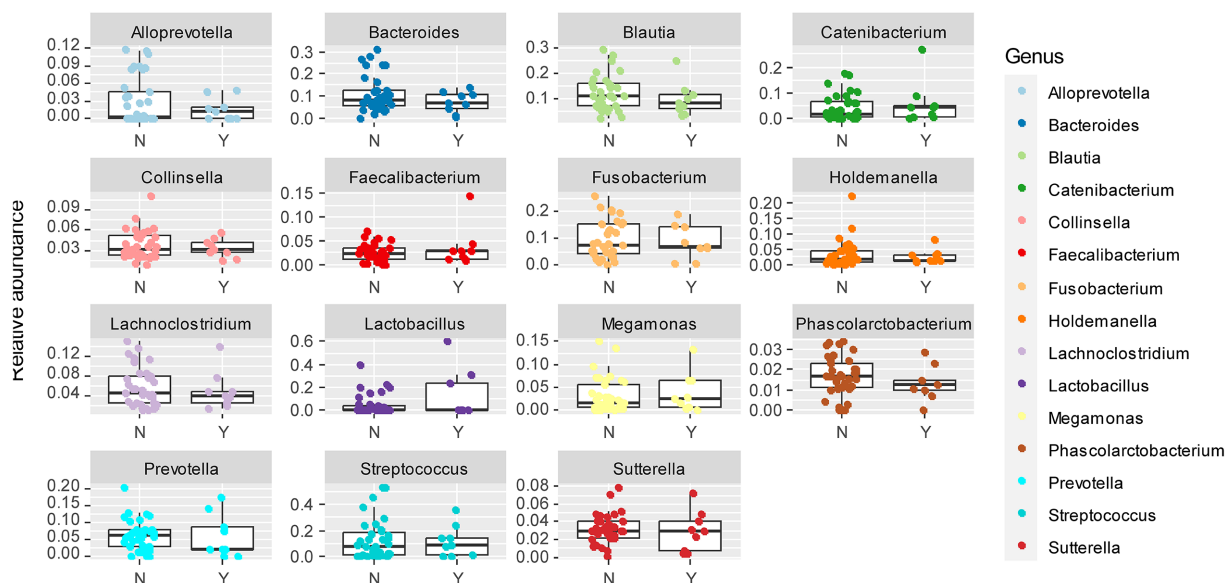 Alloprevotella Bacteroides Blautia Catenibacterium
0.12 0.09 0.06 0.03 0.00 N Y
0.3 0.2 0.1 0.0 N Y
0.3 0.2 0.1 N Y
0.2 0.1 0.0 N Y
Collinsella Faecalibacterium Fusobacterium Holdemanella
0.09 0.06 0.03 N Y
0.15 0.10 0.05 0.00 N Y
0.2 0.1 0.0 N Y
0.20 0.15 0.10 0.05 0.00 N Y
Relative abundance
Lachnoclostridium Lactobacillus Megamonas Phascolarctobacterium
0.12 0.08 0.04 N Y
0.6 0.4 0.2 0.0 N Y
0.15 0.10 0.05 0.00 N Y
0.03 0.02 0.01 0.00 N Y
Prevotella Streptococcus Sutterella
0.20 0.15 0.10 0.05 0.00 N Y
0.4 0.2 0.0 N Y
0.08 0.06 0.04 0.02 0.00 N Y
Genus
Alloprevotella
Bacteroides
Blautia
Catenibacterium
Collinsella
Faecalibacterium
Fusobacterium
Holdemanella
Lachnoclostridium
Lactobacillus
Megamonas
Phascolarctobacterium
Prevotella
Streptococcus
Sutterella